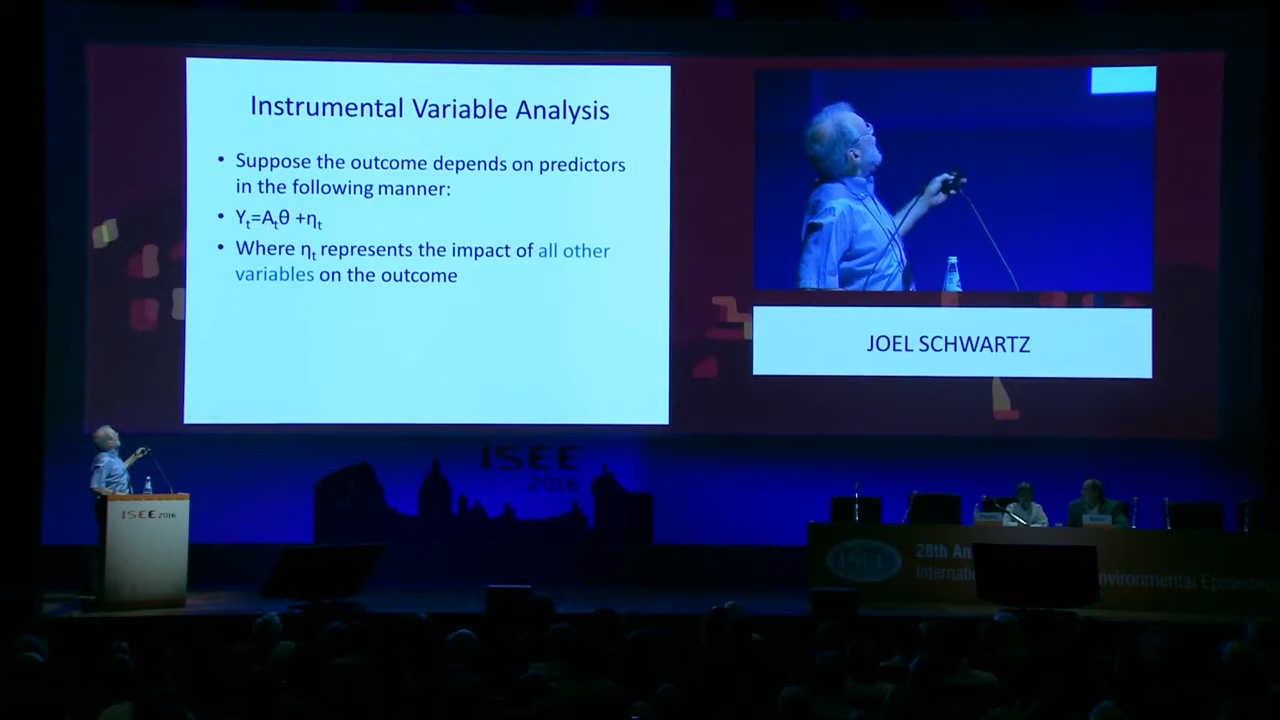 Instrumental Variable Analysis
• Suppose the outcome depends on predictors
in the following manner:
• Yt=Atθ +ηt
• Where ηt represents the impact of all other
variables on the outcome
JOEL SCHWARTZ
ISEE
2016
ISEE 2016
ISEE
28th An
Internati
nvironmental Epidemi